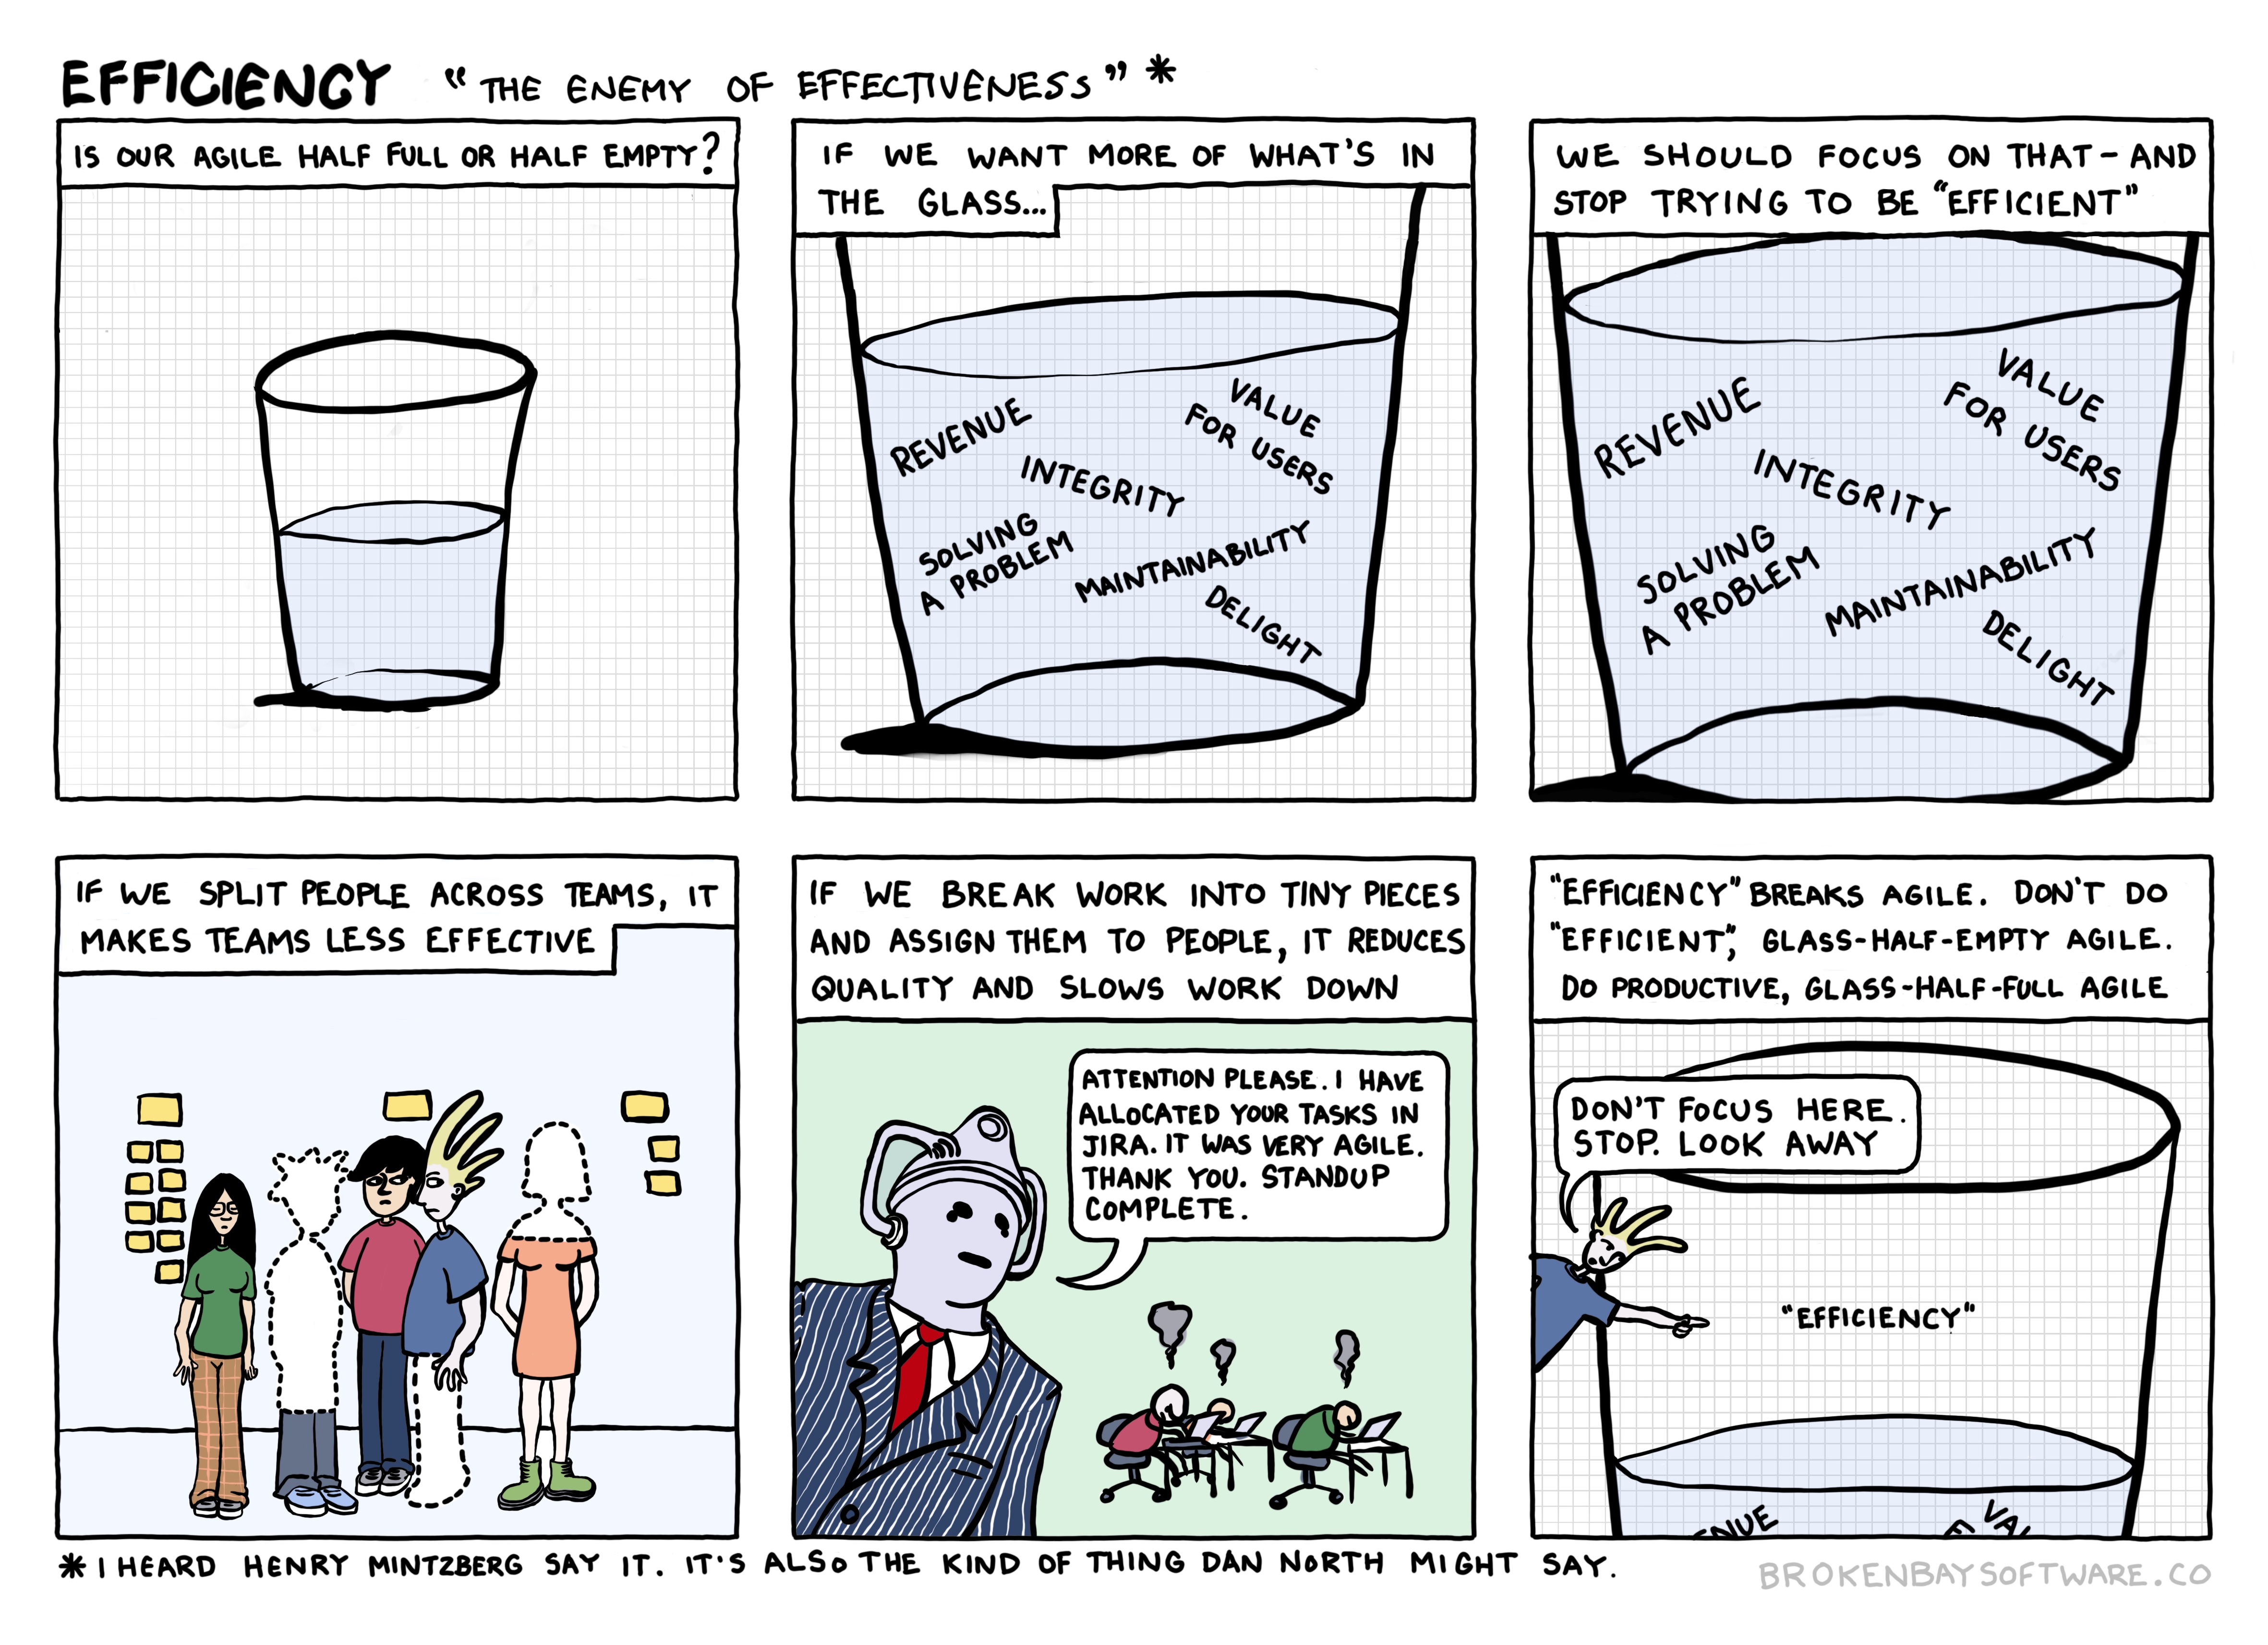 EFFICIENCY "THE ENEMY OF EFFECTIVENESS" *
IS OUR AGILE HALF FULL OR HALF EMPTY?
IF WE WANT MORE OF WHAT'S IN
THE GLASS...
REVENUE
VALUE
FOR USERS
INTEGRITY
SOLVING
A PROBLEM
MAINTAINABILITY
DELIGHT
WE SHOULD FOCUS ON THAT - AND
STOP TRYING TO BE "EFFICIENT"
REVENUE
VALUE
FOR USERS
INTEGRITY
SOLVING
A PROBLEM
MAINTAINABILITY
DELIGHT
IF WE SPLIT PEOPLE ACROSS TEAMS, IT
MAKES TEAMS LESS EFFECTIVE
IF WE BREAK WORK INTO TINY PIECES
AND ASSIGN THEM TO PEOPLE, IT REDUCES
QUALITY AND SLOWS WORK DOWN
ATTENTION PLEASE. I HAVE
ALLOCATED YOUR TASKS IN
JIRA. IT WAS VERY AGILE.
THANK YOU. STANDUP
COMPLETE.
"EFFICIENCY" BREAKS AGILE. DON'T DO
"EFFICIENT", GLASS-HALF-EMPTY AGILE.
DO PRODUCTIVE, GLASS-HALF-FULL AGILE
DON'T FOCUS HERE.
STOP. LOOK AWAY
"EFFICIENCY"
ENUE
VAL
F
* I HEARD HENRY MINTZBERG SAY IT. IT'S ALSO THE KIND OF THING DAN NORTH MIGHT SAY.
BROKENBAYSOFTWARE.CO